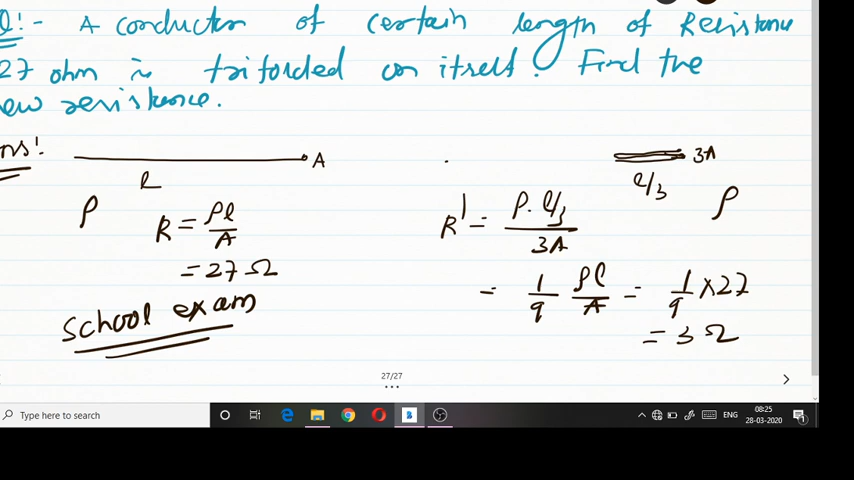 Q!- A conductor of certain length of Resistance
27 ohm is trifolded on itself. Find the
new resistance.
Ans!
A
3A
l
l/3
ρ
ρ
R = ρl/A
R' = ρ. l/3 / 3A
= 27 Ω
= 1/9 ρl/A = 1/9 × 27
School exam
= 3 Ω
27/27
Type here to search
ENG
08:25
28-03-2020
1